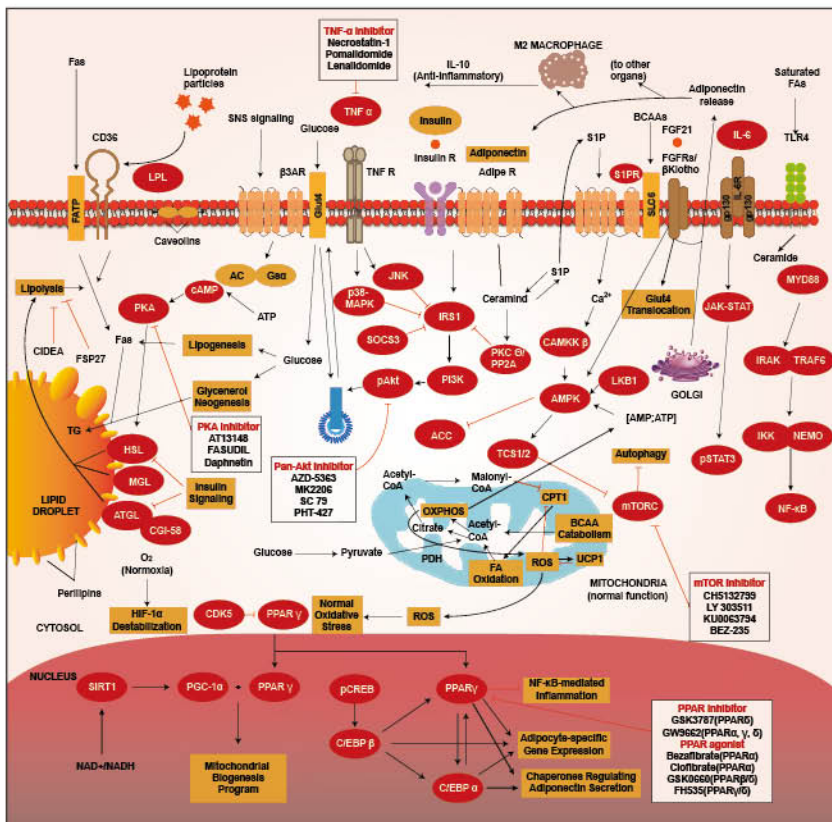 TNF-α Inhibitor
Necrostatin-1
Pomalidomide
Lenalidomide
M2 MACROPHAGE
IL-10
(Anti-Inflammatory)
(to other
organs)
Adiponectin
release
Saturated
FAs
Fas
Lipoprotein
particles
CD36
SNS signaling
Glucose
TNF α
Insulin
Insulin R
Adiponectin
Adipe R
S1P
BCAAs
FGF21
FGFRs/
βKlotho
IL-6
TLR4
LPL
β3AR
TNF R
S1PR
FATP
Glut4
SLC6
gp130
IL-6R
gp130
Caveolins
Ceramide
MYD88
Lipolysis
AC
Gsα
cAMP
ATP
PKA
JNK
p38-
MAPK
IRS1
SOCS3
Ceramind
S1P
PKC Θ/
PP2A
Ca²⁺
CAMKK β
Glut4
Translocation
JAK-STAT
CIDEA
FSP27
Fas
Lipogenesis
Glucose
Glycenerol
Neogenesis
pAkt
PI3K
AMPK
LKB1
GOLGI
IRAK
TRAF6
[AMP;ATP]
TG
PKA Inhibitor
AT13148
FASUDIL
Daphnetin
ACC
TCS1/2
Autophagy
pSTAT3
IKK
NEMO
HSL
MGL
ATGL
CGI-58
Insulin
Signaling
LIPID
DROPLET
Pan-Akt Inhibitor
AZD-5363
MK2206
SC 79
PHT-427
Acetyl-
CoA
Malonyl-
CoA
CPT1
OXPHOS
Citrate
Acetyl-
CoA
BCAA
Catabolism
mTORC
NF-κB
Glucose
Pyruvate
PDH
FA
Oxidation
ROS
UCP1
O₂
(Normoxia)
Perilipins
MITOCHONDRIA
(normal function)
mTOR Inhibitor
CH5132799
LY 303511
KU0063794
BEZ-235
CYTOSOL
HIF-1α
Destabilization
CDK5
PPAR γ
Normal
Oxidative
Stress
ROS
NUCLEUS
SIRT1
PGC-1α
PPAR γ
pCREB
PPARγ
NF-κB-mediated
Inflammation
C/EBP β
Adipocyte-specific
Gene Expression
NAD+/NADH
Mitochondrial
Biogenesis
Program
C/EBP α
Chaperones Regulating
Adiponectin Secretion
PPAR Inhibitor
GSK3787(PPARδ)
GW9662(PPARα, γ, δ)
PPAR agonist
Bezafibrate(PPARα)
Clofibrate(PPARα)
GSK0660(PPARβ/δ)
FH535(PPARγ/δ)